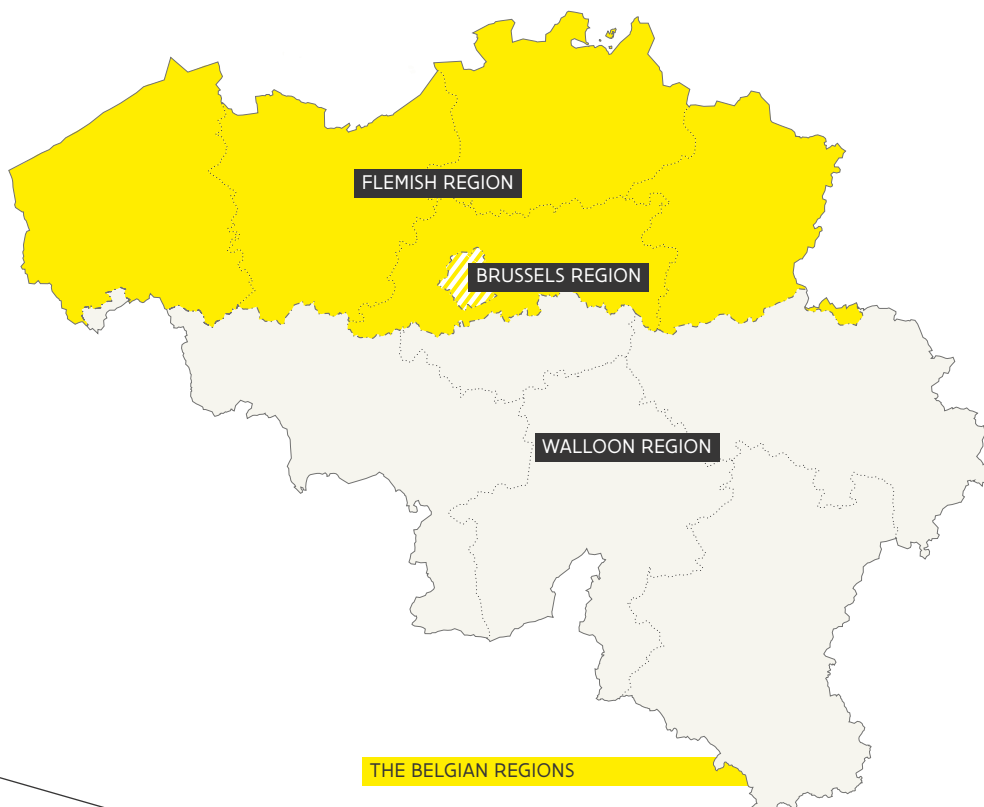 FLEMISH REGION
BRUSSELS REGION
WALLOON REGION
THE BELGIAN REGIONS